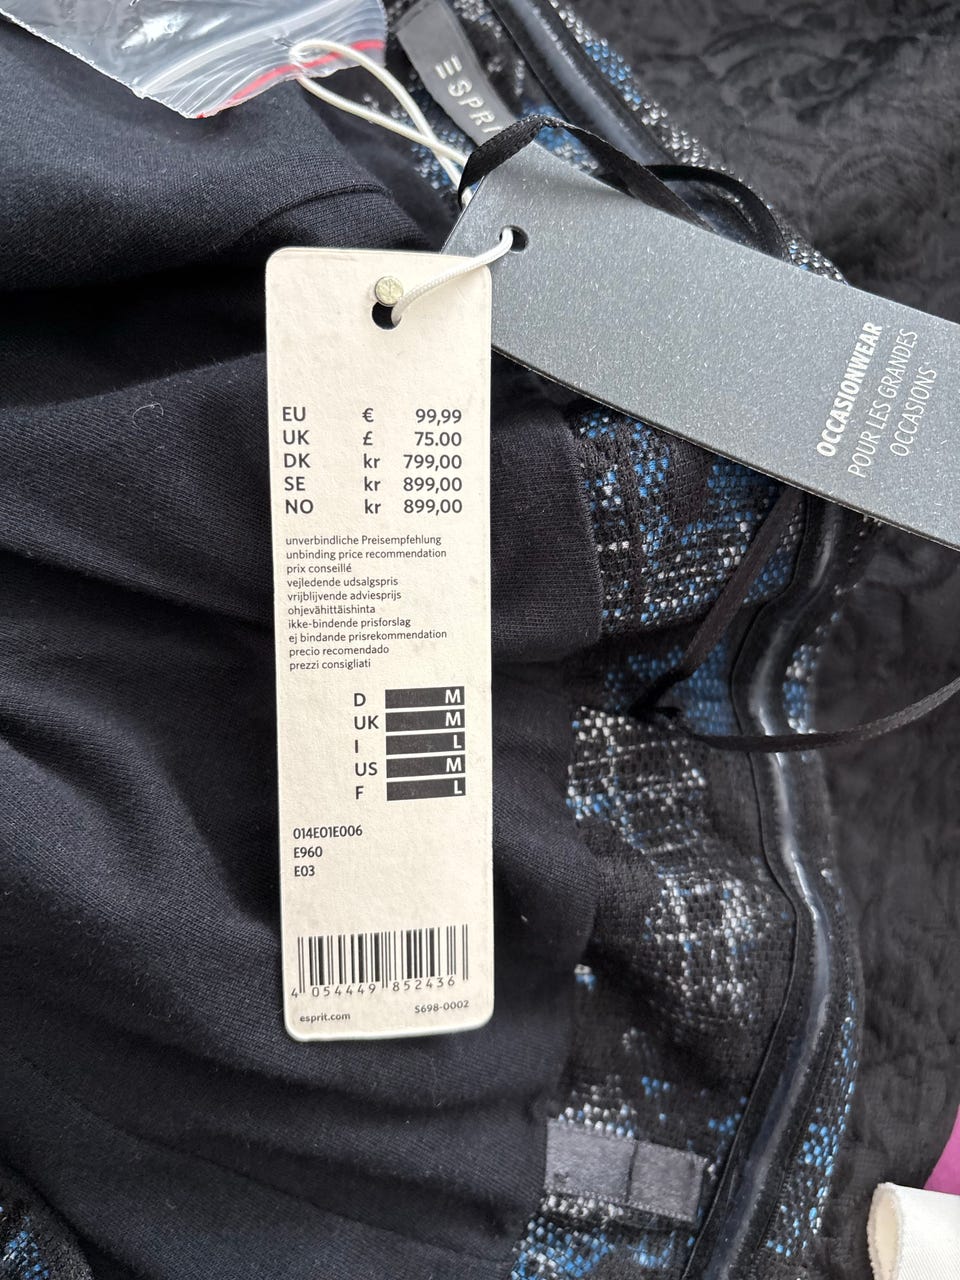 ESPRI
OCCASIONWEAR
POUR LES GRANDES
OCCASIONS
EU € 99,99
UK £ 75.00
DK kr 799,00
SE kr 899,00
NO kr 899,00
unverbindliche Preisempfehlung
unbinding price recommendation
prix conseillé
vejledende udsalgspris
vrijblijvende adviesprijs
ohjevähittäishinta
ikke-bindende prisforslag
ej bindande prisrekommendation
precio recomendado
prezzi consigliati
D M
UK M
I L
US M
F L
014E01E006
E960
E03
4 054449 852436
esprit.com S698-0002